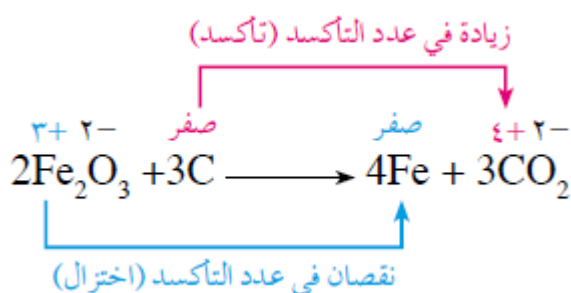 زيادة في عدد التأكسد (تأكسد)
٣+ ٢− صفر صفر ٤+ ٢−
2Fe₂O₃ +3C ⟶ 4Fe + 3CO₂
نقصان في عدد التأكسد (اختزال)